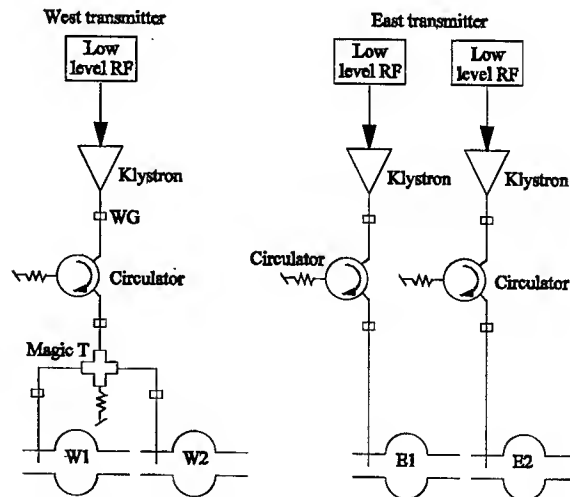 West transmitter
East transmitter
Low
level RF
Low
level RF
Low
level RF
Klystron
Klystron
Klystron
WG
Circulator
Circulator
Circulator
Magic T
W1
W2
E1
E2